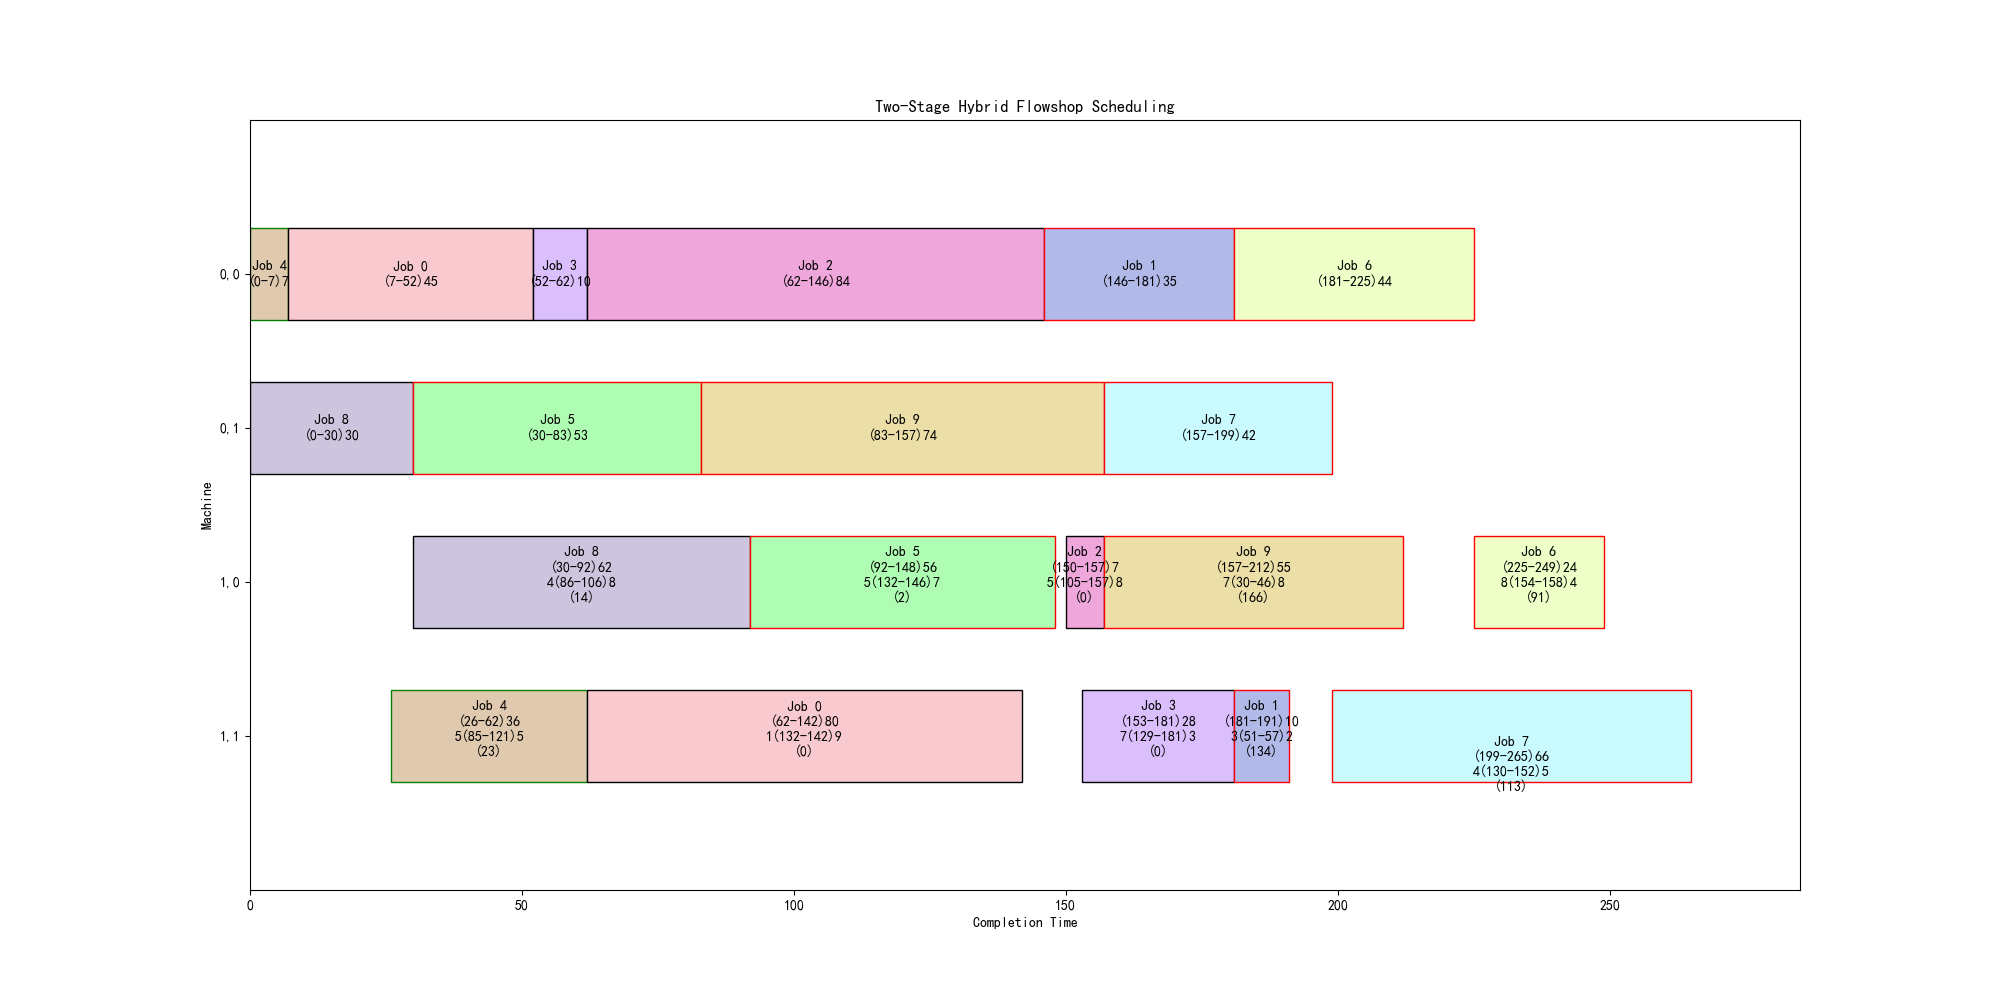 Two-Stage Hybrid Flowshop Scheduling
Machine
0,0
Job 4
(0-7)7
Job 0
(7-52)45
Job 3
(52-62)10
Job 2
(62-146)84
Job 1
(146-181)35
Job 6
(181-225)44
0,1
Job 8
(0-30)30
Job 5
(30-83)53
Job 9
(83-157)74
Job 7
(157-199)42
1,0
Job 8
(30-92)62
4(86-106)8
(14)
Job 5
(92-148)56
5(132-146)7
(2)
Job 2
(150-157)7
5(105-157)8
(0)
Job 9
(157-212)55
7(30-46)8
(166)
Job 6
(225-249)24
8(154-158)4
(91)
1,1
Job 4
(26-62)36
5(85-121)5
(23)
Job 0
(62-142)80
1(132-142)9
(0)
Job 3
(153-181)28
7(129-181)3
(0)
Job 1
(181-191)10
3(51-57)2
(134)
Job 7
(199-265)66
4(130-152)5
(113)
0
50
100
150
200
250
Completion Time